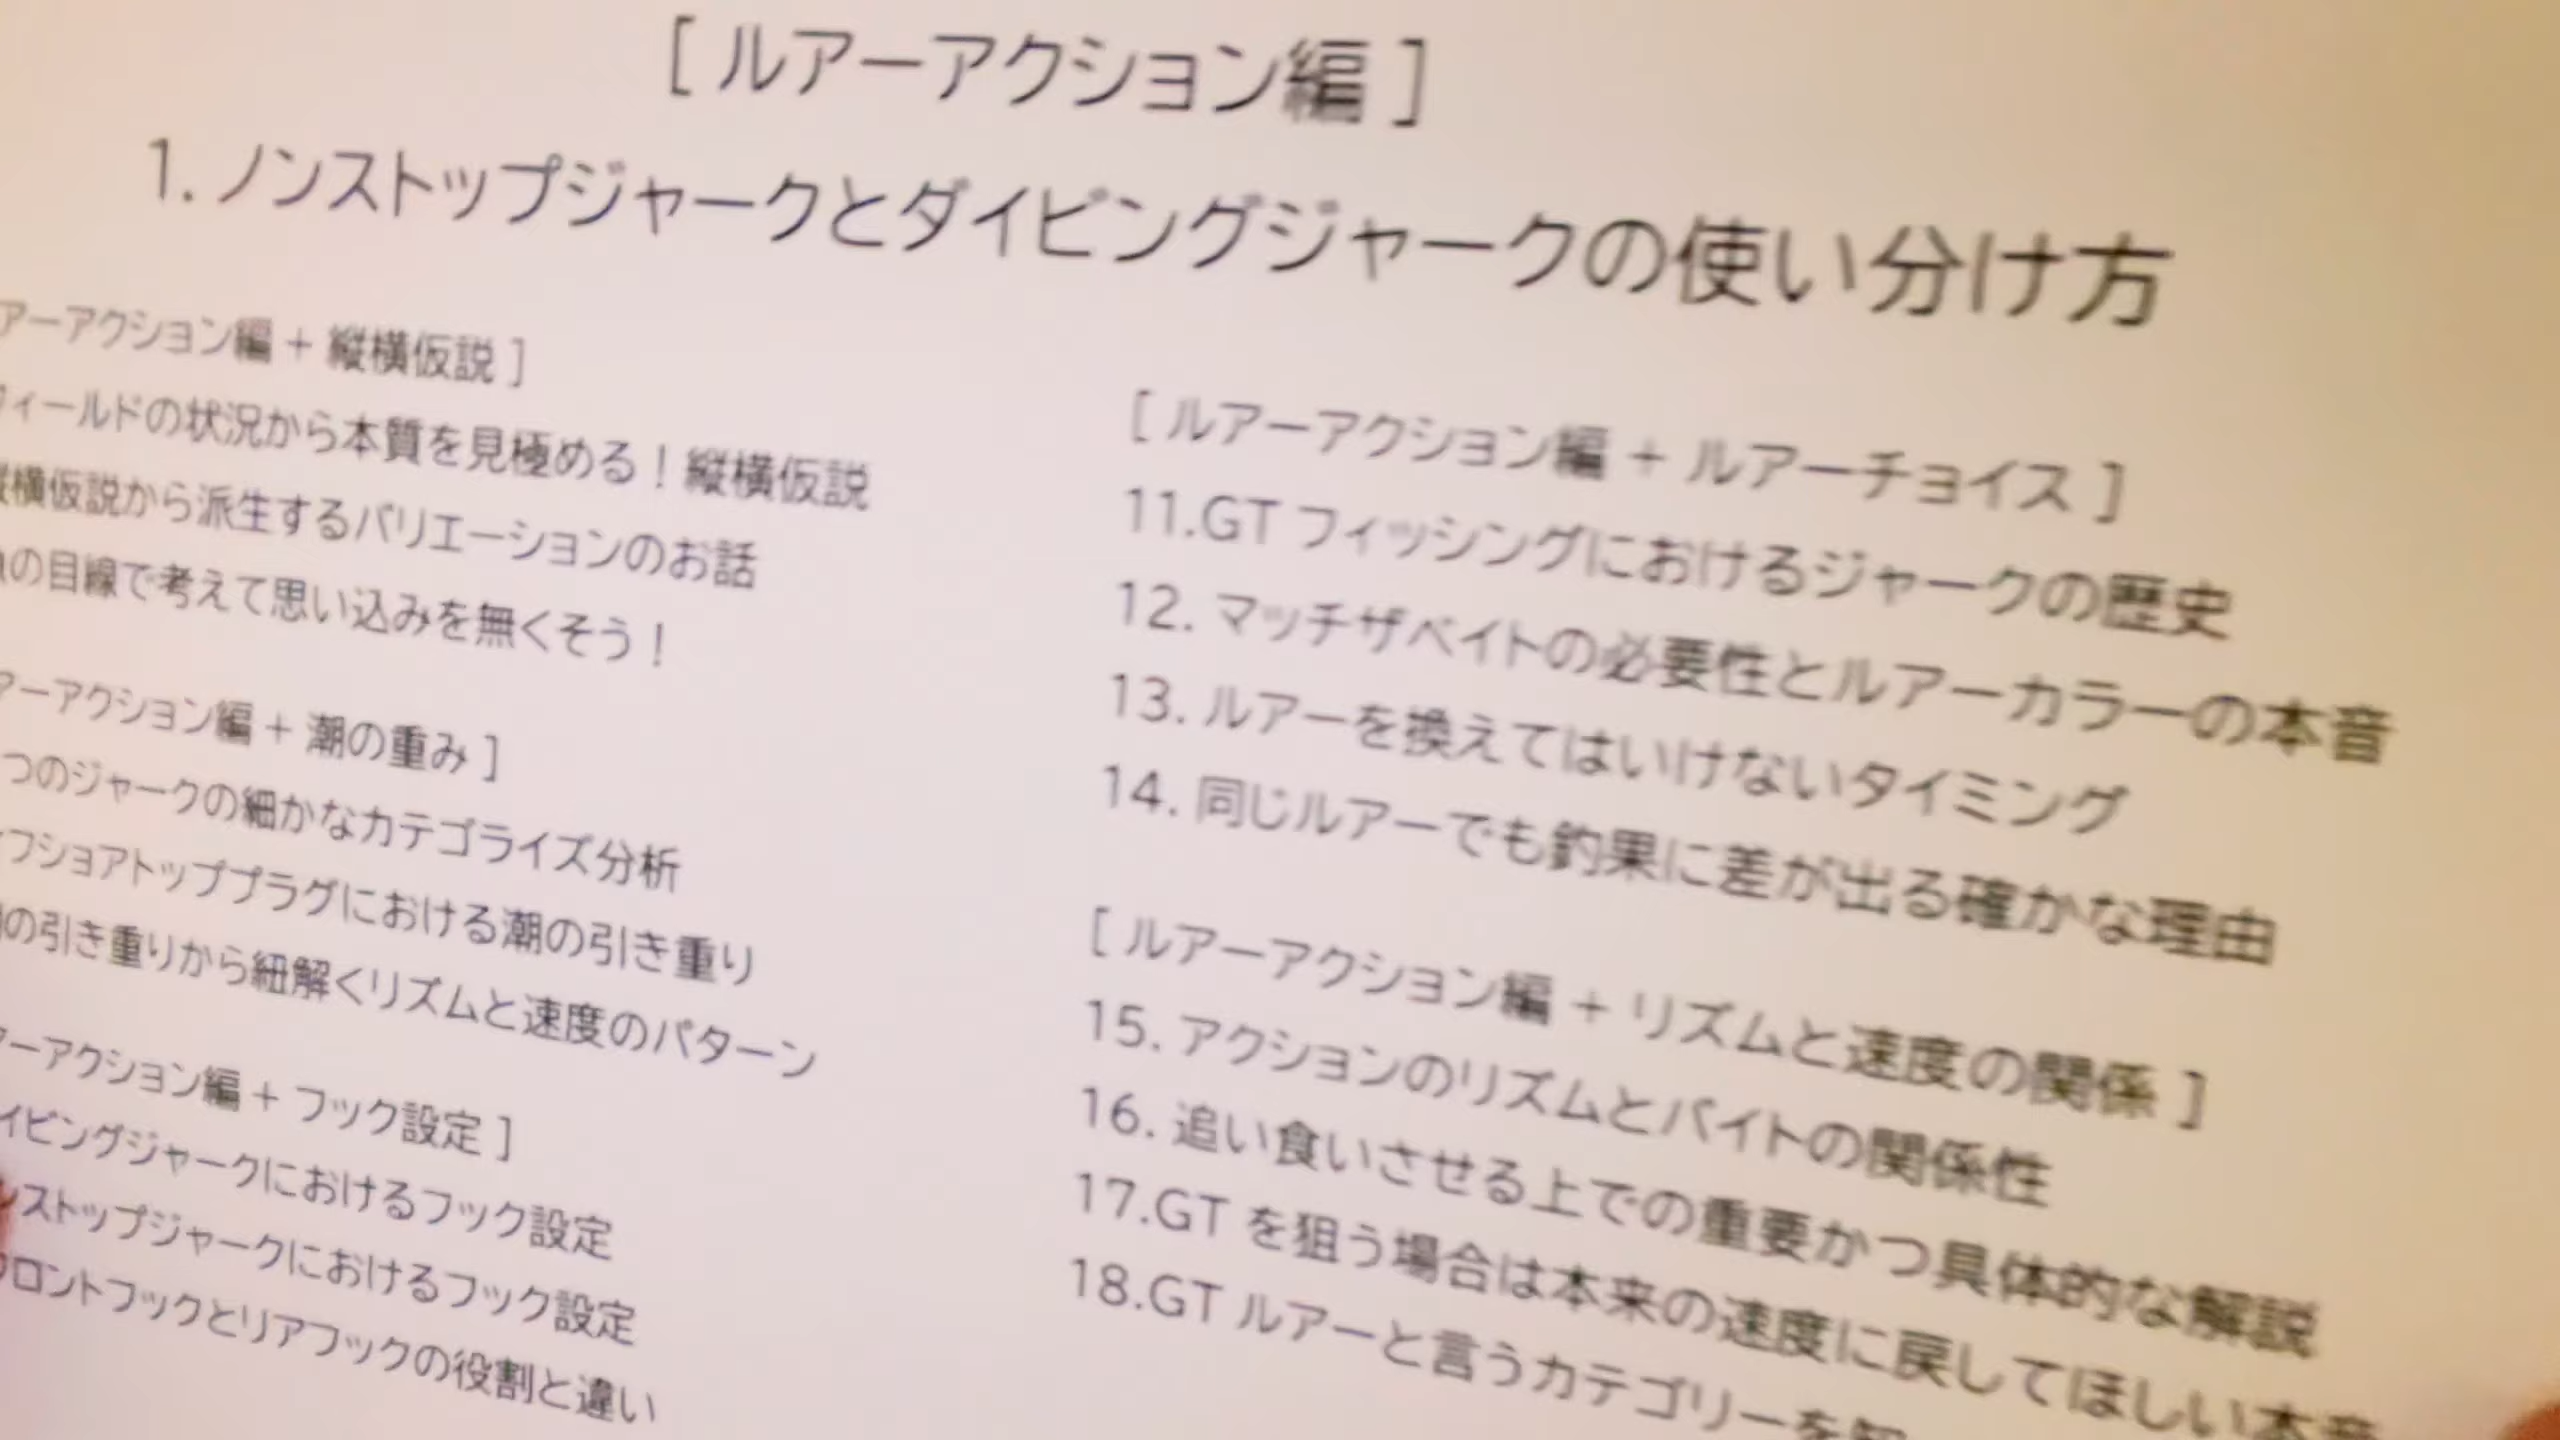 [ ルアーアクション編 ]
1. ノンストップジャークとダイビングジャークの使い分け方
アーアクション編 + 縦横仮説 ]
フィールドの状況から本質を見極める！縦横仮説
縦横仮説から派生するバリエーションのお話
の目線で考えて思い込みを無くそう！
アーアクション編 + 潮の重み ]
つのジャークの細かなカテゴライズ分析
フショアトッププラグにおける潮の引き重り
の引き重りから紐解くリズムと速度のパターン
アーアクション編 + フック設定 ]
イビングジャークにおけるフック設定
ンストップジャークにおけるフック設定
フロントフックとリアフックの役割と違い
[ ルアーアクション編 + ルアーチョイス ]
11.GT フィッシングにおけるジャークの歴史
12. マッチザベイトの必要性とルアーカラーの本音
13. ルアーを換えてはいけないタイミング
14. 同じルアーでも釣果に差が出る確かな理由
[ ルアーアクション編 + リズムと速度の関係 ]
15. アクションのリズムとバイトの関係性
16. 追い食いさせる上での重要かつ具体的な解説
17.GT を狙う場合は本来の速度に戻してほしい本音
18.GT ルアーと言うカテゴリーを